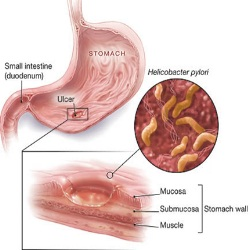 STOMACH
Small intestine
(duodenum)
Helicobacter pylori
Ulcer
Mucosa
Submucosa
Stomach wall
Muscle